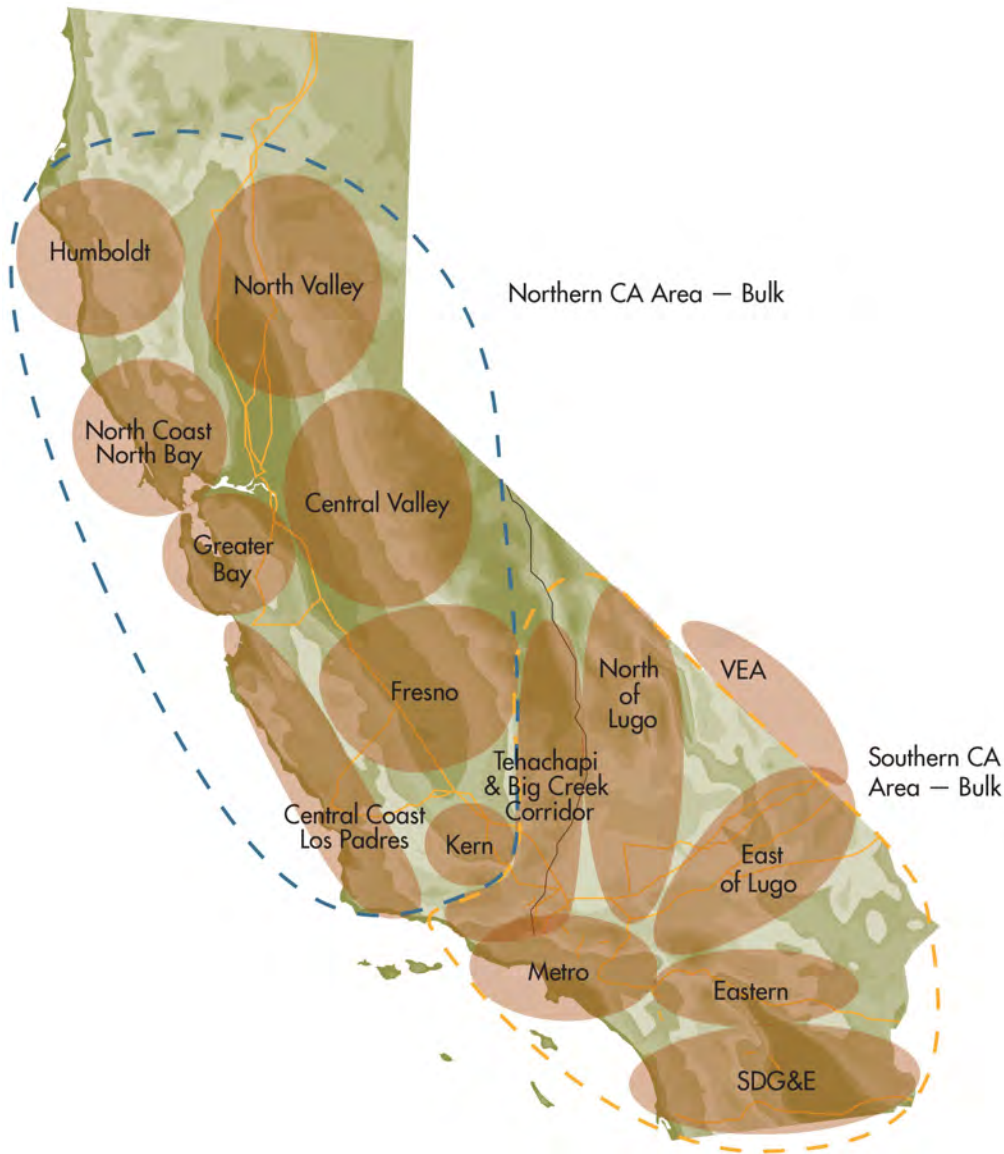 Humboldt
North Valley
Northern CA Area — Bulk
North Coast
North Bay
Central Valley
Greater
Bay
Fresno
North
of
Lugo
VEA
Tehachapi
& Big Creek
Corridor
Southern CA
Area — Bulk
Central Coast
Los Padres
Kern
East
of Lugo
Metro
Eastern
SDG&E